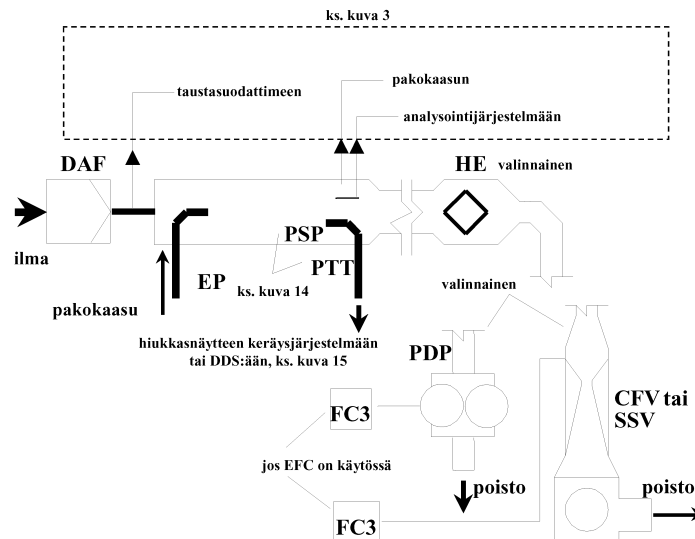 ks. kuva 3
taustasuodattimeen
pakokaasun
analysointijärjestelmään
DAF
HE valinnainen
ilma
PSP
EP
PTT
ks. kuva 14
pakokaasu
hiukkasnäytteen keräysjärjestelmään
tai DDS:ään, ks. kuva 15
valinnainen
PDP
CFV tai
SSV
FC3
jos EFC on käytössä
poisto
poisto
FC3